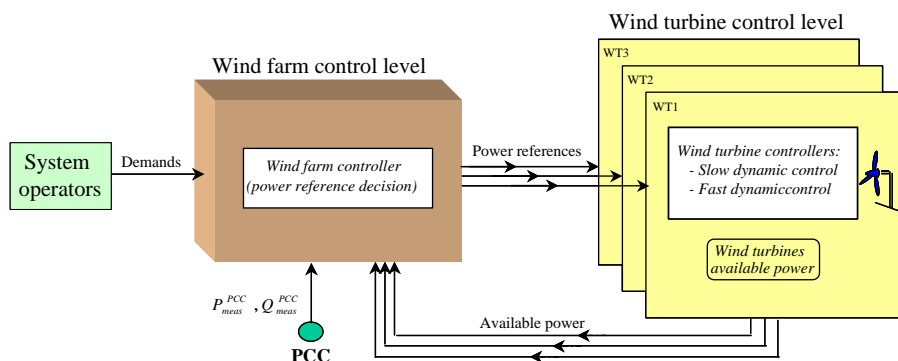 Wind turbine control level
Wind farm control level
WT3
WT2
WT1
System
operators
Demands
Wind farm controller
(power reference decision)
Power references
Wind turbine controllers:
- Slow dynamic control
- Fast dynamiccontrol
Wind turbines
available power
P_meas^PCC , Q_meas^PCC
PCC
Available power